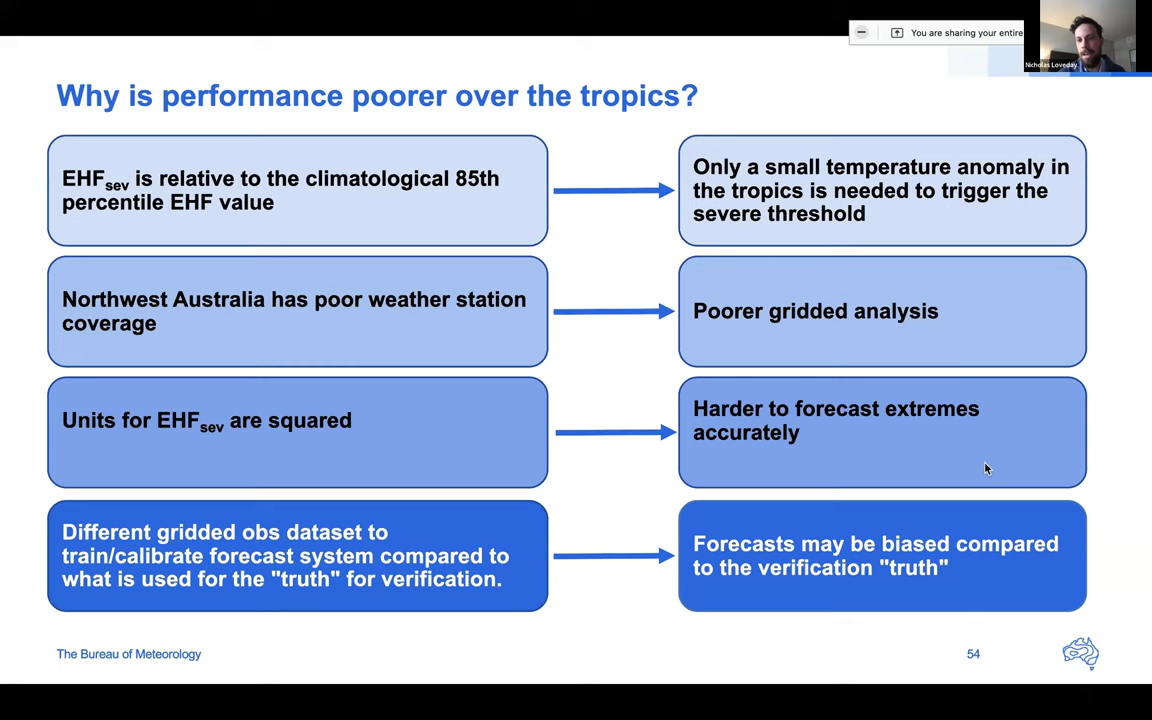 You are sharing your entire
Nicholas Loveday
Why is performance poorer over the tropics?
EHFsev is relative to the climatological 85th
percentile EHF value
Only a small temperature anomaly in
the tropics is needed to trigger the
severe threshold
Northwest Australia has poor weather station
coverage
Poorer gridded analysis
Units for EHFsev are squared
Harder to forecast extremes
accurately
Different gridded obs dataset to
train/calibrate forecast system compared to
what is used for the "truth" for verification.
Forecasts may be biased compared
to the verification "truth"
The Bureau of Meteorology
54